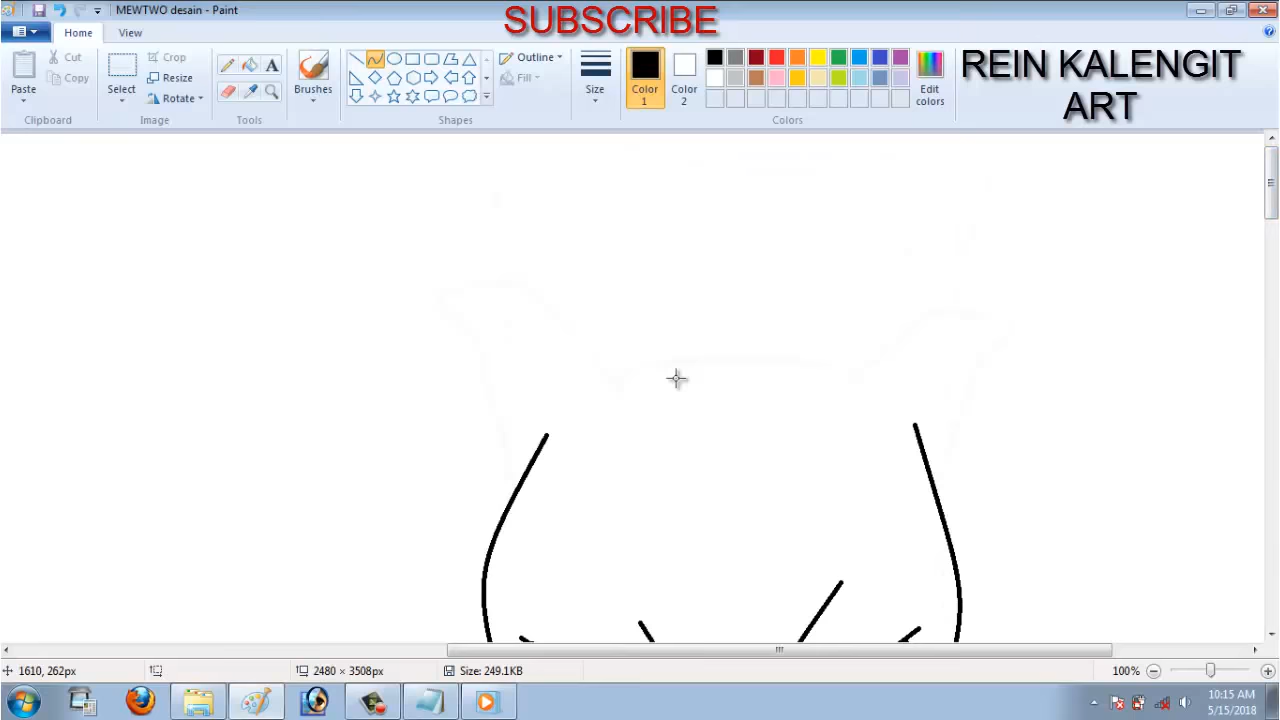 MEWTWO desain - Paint
SUBSCRIBE
Home
View
REIN KALENGIT
ART
Paste
Cut
Copy
Clipboard
Select
Crop
Resize
Rotate
Image
A
Tools
Brushes
Outline
Fill
Shapes
Size
Color
1
Color
2
Edit
colors
Colors
1610, 262px
2480 × 3508px
Size: 249.1KB
100%
10:15 AM
5/15/2018